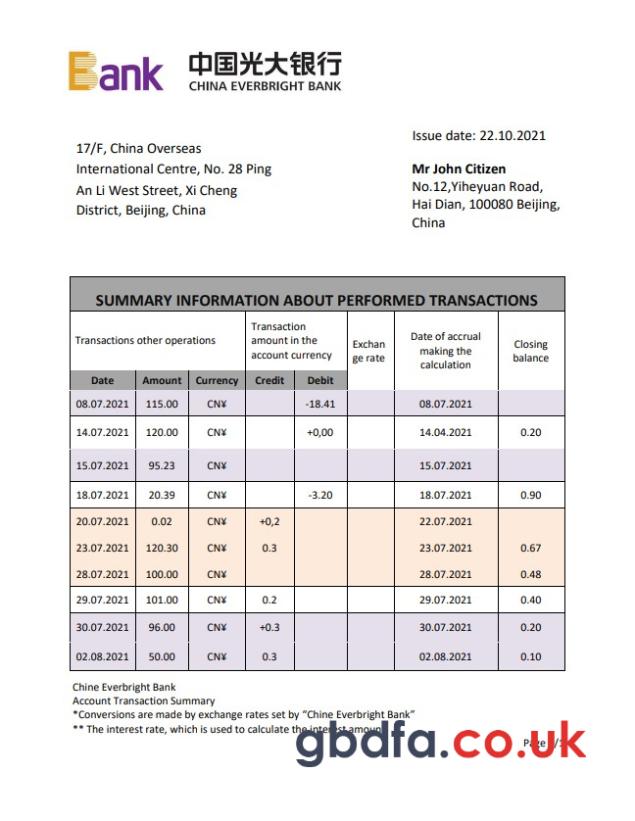 Bank 中国光大银行
CHINA EVERBRIGHT BANK
Issue date: 22.10.2021
17/F, China Overseas
International Centre, No. 28 Ping
An Li West Street, Xi Cheng
District, Beijing, China
Mr John Citizen
No.12,Yiheyuan Road,
Hai Dian, 100080 Beijing,
China
SUMMARY INFORMATION ABOUT PERFORMED TRANSACTIONS
Transactions other operations
Transaction
amount in the
account currency
Exchan
ge rate
Date of accrual
making the
calculation
Closing
balance
Date Amount Currency Credit Debit
08.07.2021 115.00 CN¥ -18.41 08.07.2021
14.07.2021 120.00 CN¥ +0,00 14.04.2021 0.20
15.07.2021 95.23 CN¥ 15.07.2021
18.07.2021 20.39 CN¥ -3.20 18.07.2021 0.90
20.07.2021 0.02 CN¥ +0,2 22.07.2021
23.07.2021 120.30 CN¥ 0.3 23.07.2021 0.67
28.07.2021 100.00 CN¥ 28.07.2021 0.48
29.07.2021 101.00 CN¥ 0.2 29.07.2021 0.40
30.07.2021 96.00 CN¥ +0.3 30.07.2021 0.20
02.08.2021 50.00 CN¥ 0.3 02.08.2021 0.10
Chine Everbright Bank
Account Transaction Summary
*Conversions are made by exchange rates set by “Chine Everbright Bank”
** The interest rate, which is used to calculate the interest amount
gbdfa.co.uk